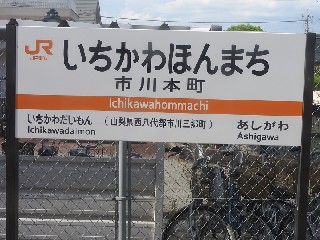 JR
いちかわほんまち
市川本町
Ichikawahommachi
いちかわだいもん
（山梨県西八代郡市川三郷町）
あしがわ
Ichikawadaimon
Ashigawa